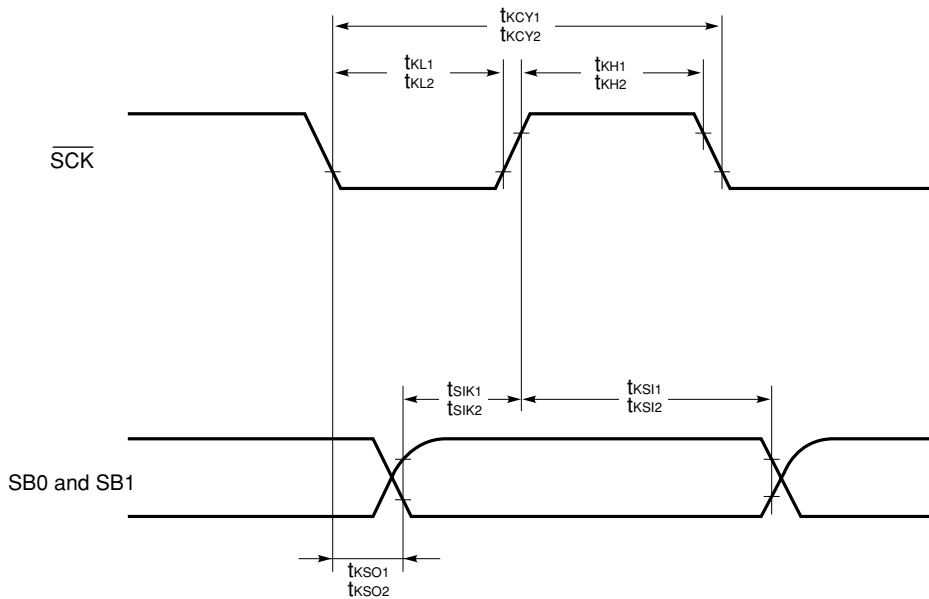 tKCY1
tKCY2
tKL1
tKL2
tKH1
tKH2
SCK
tSIK1
tSIK2
tKSI1
tKSI2
SB0 and SB1
tKSO1
tKSO2